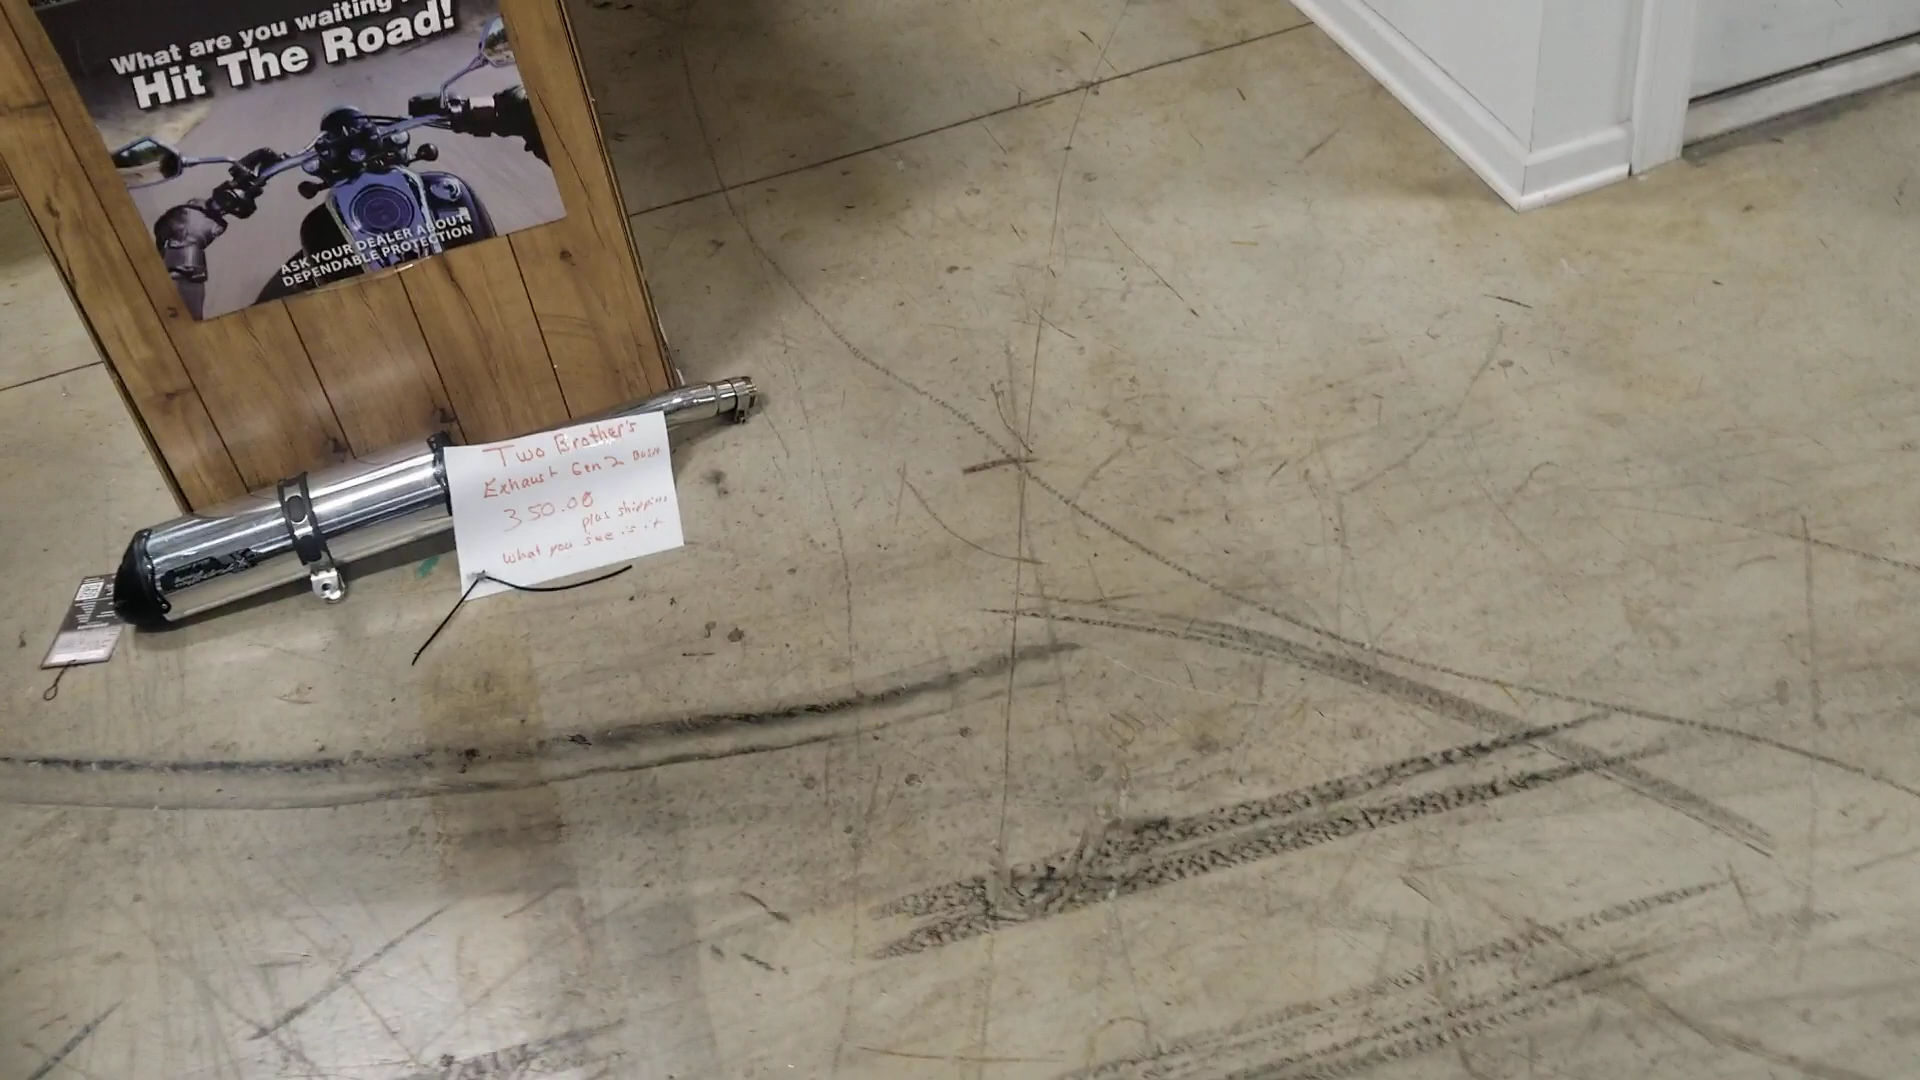 What are you waiting
Hit The Road!
ASK YOUR DEALER ABOUT
DEPENDABLE PROTECTION
Two Brother's
Exhaust Gen 2
350.00
plus shipping
What you see is it